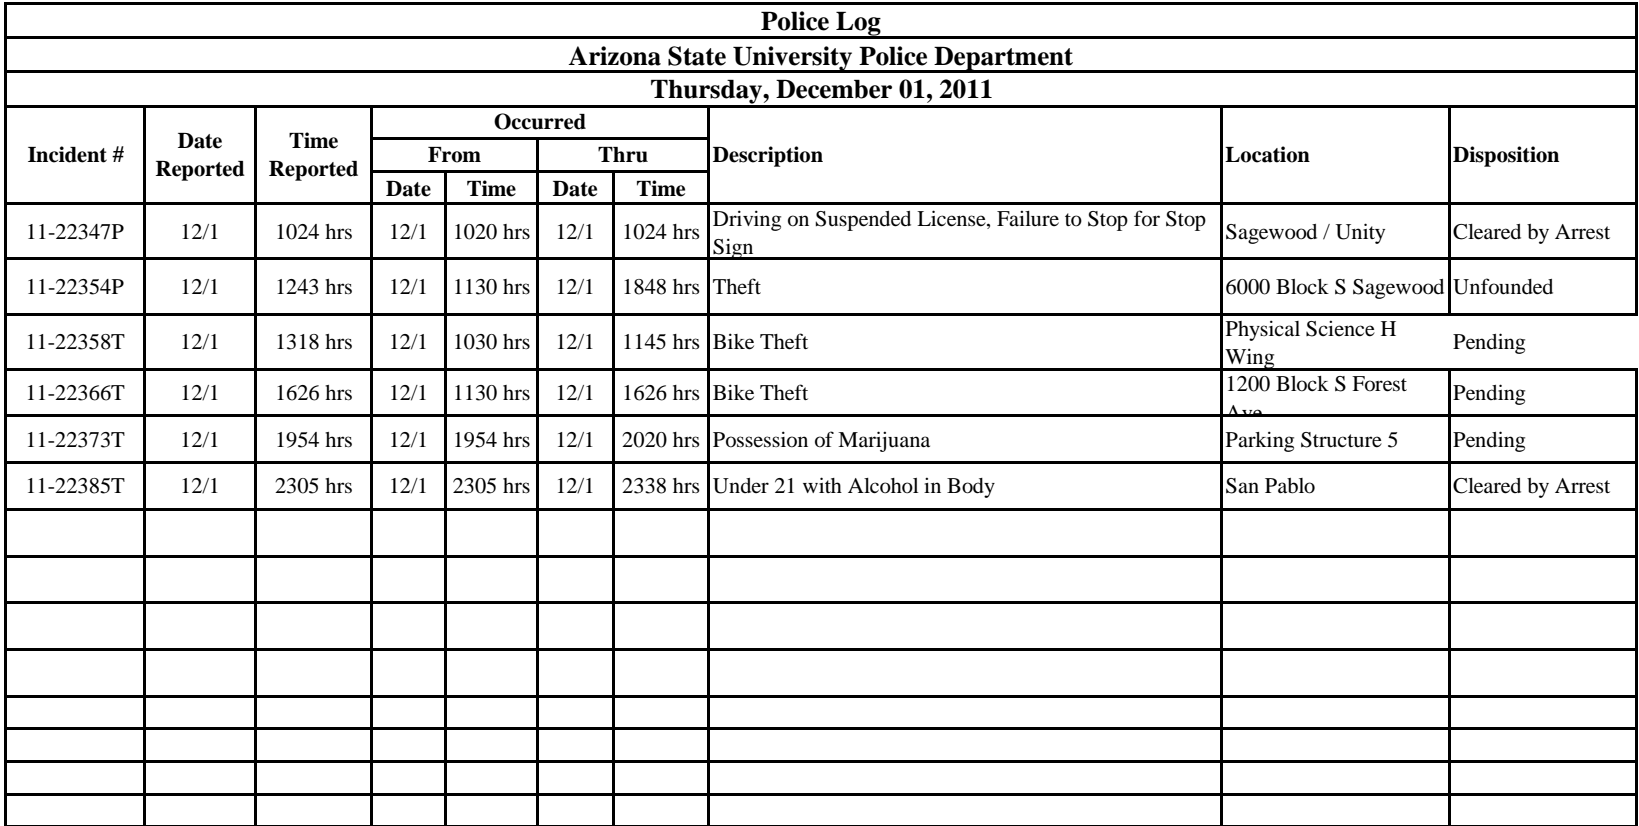 Police Log
Arizona State University Police Department
Thursday, December 01, 2011
Incident # Date Reported Time Reported Occurred Description Location Disposition
From Thru
Date Time Date Time
11-22347P 12/1 1024 hrs 12/1 1020 hrs 12/1 1024 hrs Driving on Suspended License, Failure to Stop for Stop Sign Sagewood / Unity Cleared by Arrest
11-22354P 12/1 1243 hrs 12/1 1130 hrs 12/1 1848 hrs Theft 6000 Block S Sagewood Unfounded
11-22358T 12/1 1318 hrs 12/1 1030 hrs 12/1 1145 hrs Bike Theft Physical Science H Wing Pending
11-22366T 12/1 1626 hrs 12/1 1130 hrs 12/1 1626 hrs Bike Theft 1200 Block S Forest Ave Pending
11-22373T 12/1 1954 hrs 12/1 1954 hrs 12/1 2020 hrs Possession of Marijuana Parking Structure 5 Pending
11-22385T 12/1 2305 hrs 12/1 2305 hrs 12/1 2338 hrs Under 21 with Alcohol in Body San Pablo Cleared by Arrest